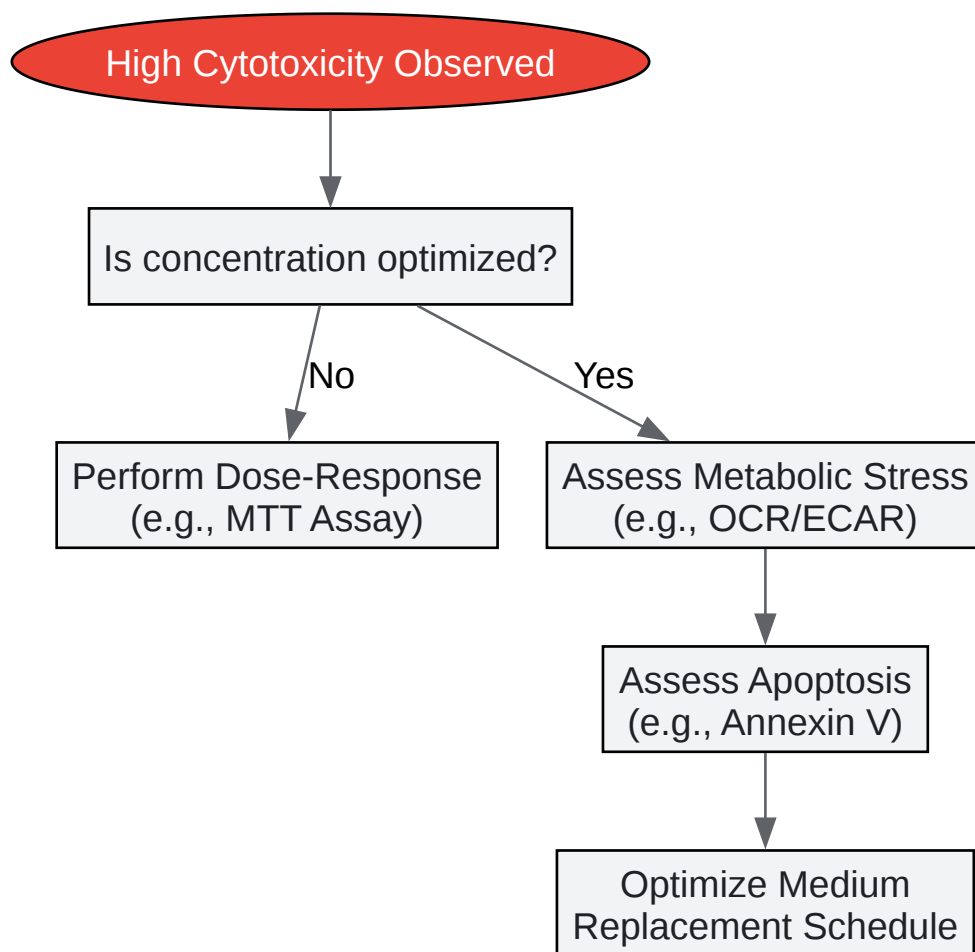 High Cytotoxicity Observed
Is concentration optimized?
No
Yes
Perform Dose-Response
(e.g., MTT Assay)
Assess Metabolic Stress
(e.g., OCR/ECAR)
Assess Apoptosis
(e.g., Annexin V)
Optimize Medium
Replacement Schedule